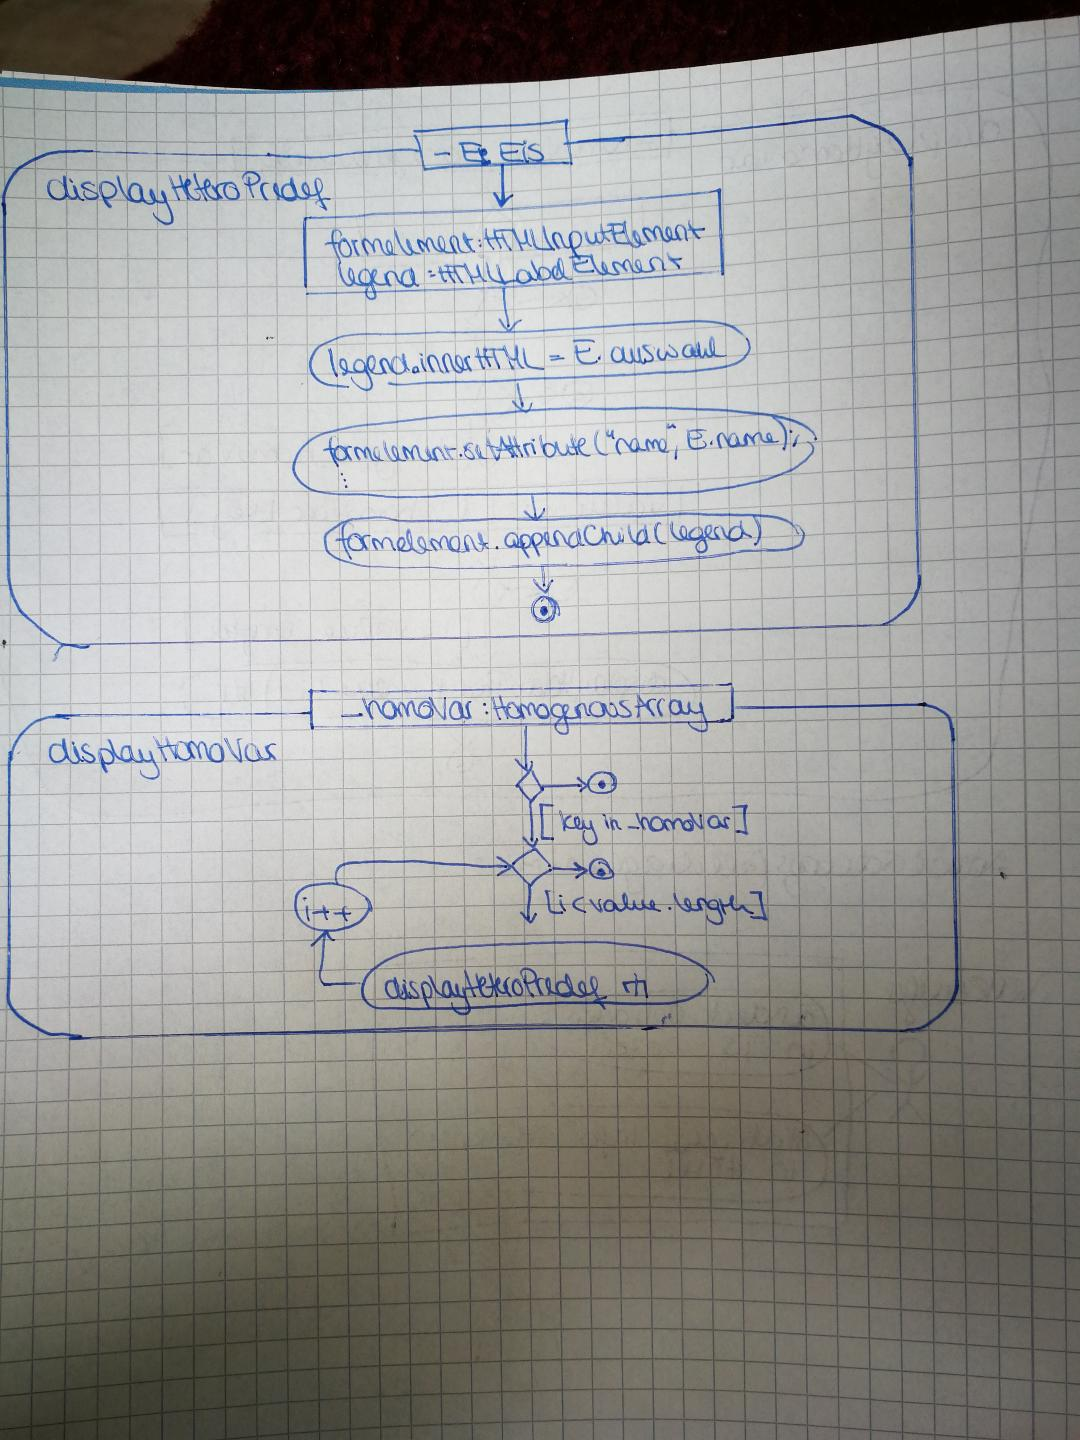 displayHeteroPredef
formelement:HTMLInputElement
legend:HTMLLabelElement
legend.innerHTML = E.auswahl
formelement.setAttribute("name", E.name);
⋮
formelement.appendChild(legend)
_homoVar:HomogenousArray
displayHomoVar
[key in _homoVar]
[i<value.length]
i++
displayHeteroPredef